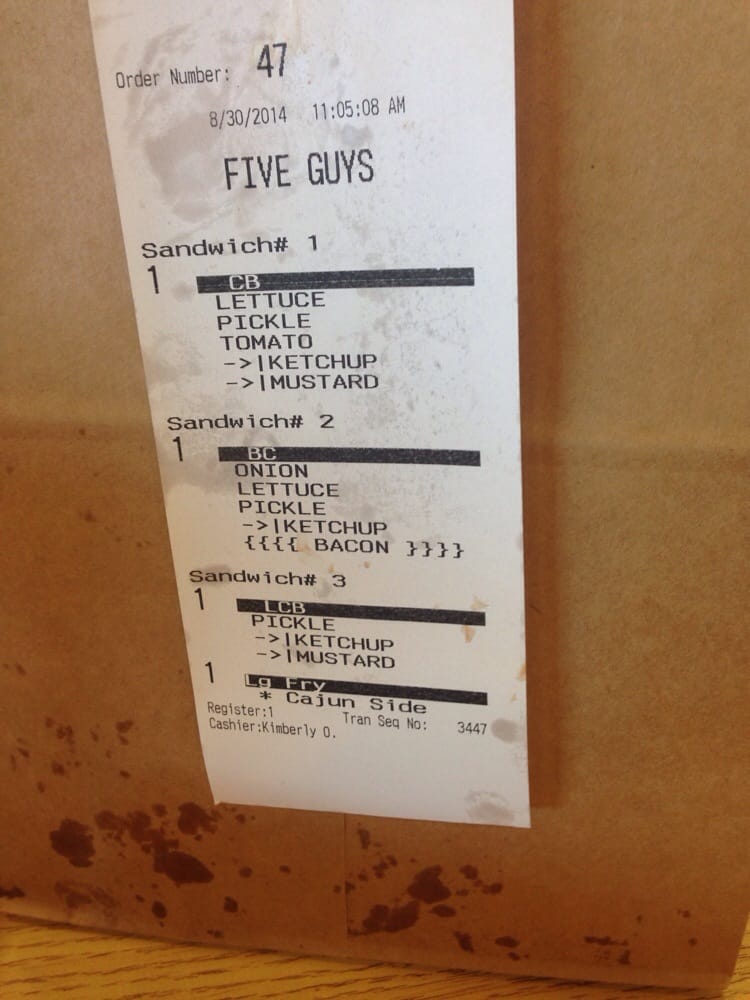 Order Number: 47
8/30/2014 11:05:08 AM
FIVE GUYS
Sandwich# 1
1 CB
LETTUCE
PICKLE
TOMATO
->|KETCHUP
->|MUSTARD
Sandwich# 2
1 BC
ONION
LETTUCE
PICKLE
->|KETCHUP
{{{{ BACON }}}}
Sandwich# 3
1 LCB
PICKLE
->|KETCHUP
->|MUSTARD
1 Lg Fry
* Cajun Side
Register:1 Tran Seq No: 3447
Cashier:Kimberly O.